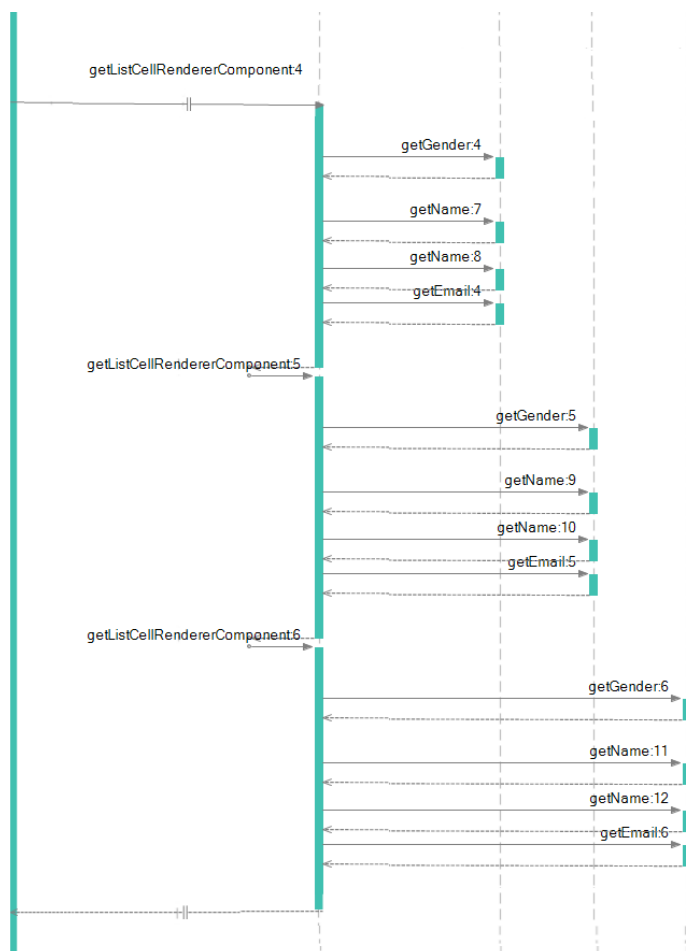 getListCellRendererComponent:4
getGender:4
getName:7
getName:8
getEmail:4
getListCellRendererComponent:5
getGender:5
getName:9
getName:10
getEmail:5
getListCellRendererComponent:6
getGender:6
getName:11
getName:12
getEmail:6